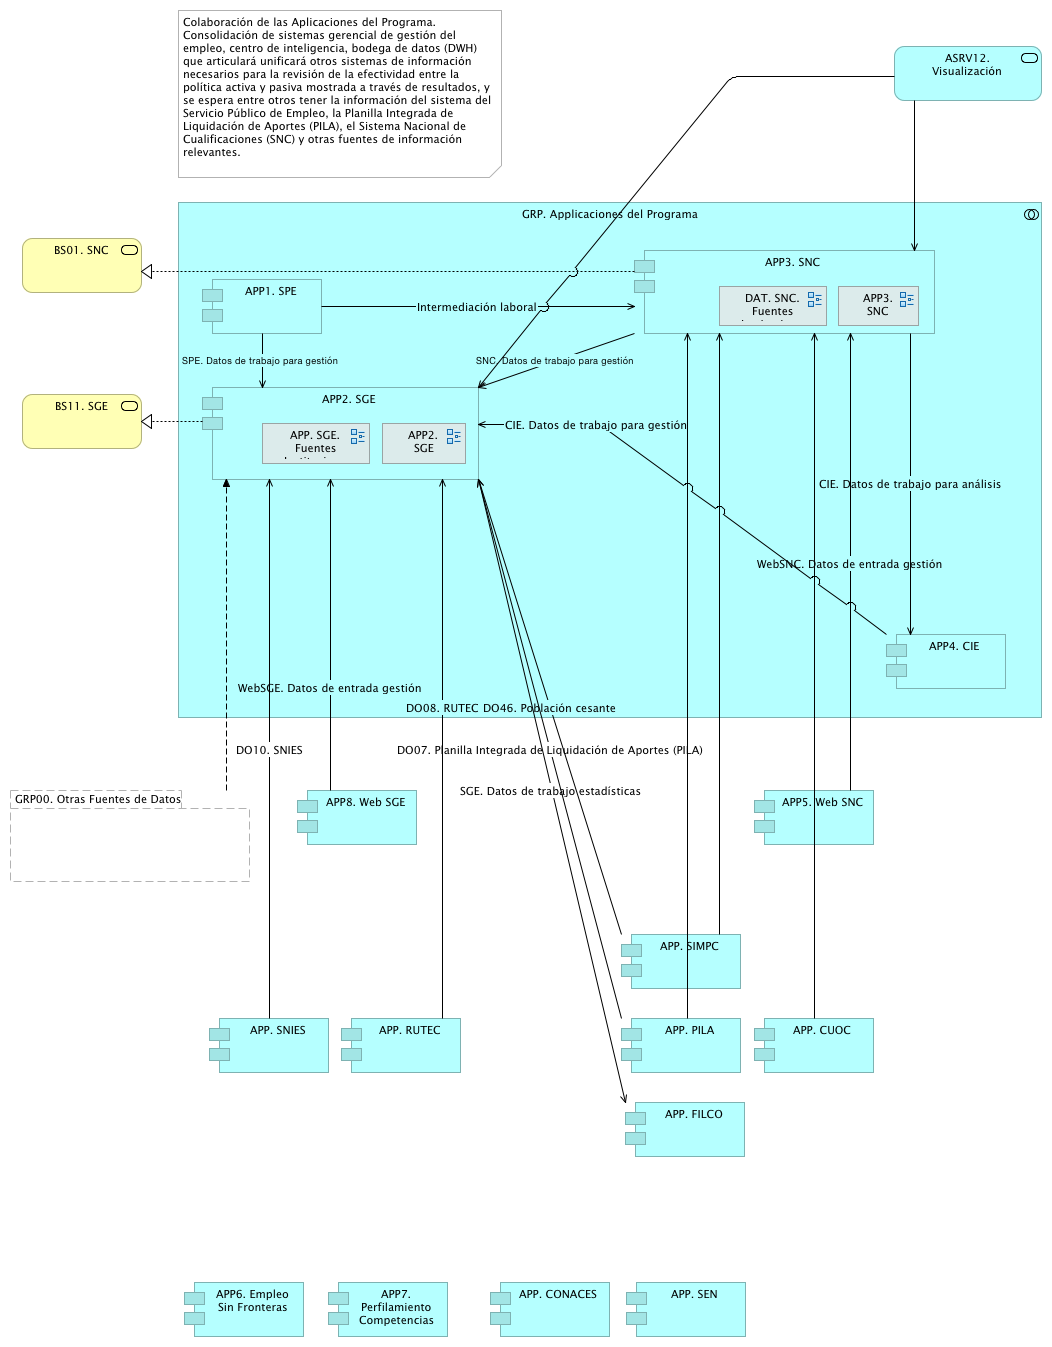 Colaboración de las Aplicaciones del Programa.
Consolidación de sistemas gerencial de gestión del
empleo, centro de inteligencia, bodega de datos (DWH)
que articulará unificará otros sistemas de información
necesarios para la revisión de la efectividad entre la
política activa y pasiva mostrada a través de resultados, y
se espera entre otros tener la información del sistema del
Servicio Público de Empleo, la Planilla Integrada de
Liquidación de Aportes (PILA), el Sistema Nacional de
Cualificaciones (SNC) y otras fuentes de información
relevantes.
ASRV12.
Visualización
GRP. Applicaciones del Programa
BS01. SNC
APP3. SNC
APP1. SPE
DAT. SNC.
Fuentes
APP3.
SNC
Intermediación laboral
SPE. Datos de trabajo para gestión
SNC. Datos de trabajo para gestión
BS11. SGE
APP2. SGE
APP. SGE.
Fuentes
APP2.
SGE
CIE. Datos de trabajo para gestión
CIE. Datos de trabajo para análisis
WebSNC. Datos de entrada gestión
APP4. CIE
WebSGE. Datos de entrada gestión
DO08. RUTEC
DO46. Población cesante
DO10. SNIES
DO07. Planilla Integrada de Liquidación de Aportes (PILA)
SGE. Datos de trabajo estadísticas
GRP00. Otras Fuentes de Datos
APP8. Web SGE
APP5. Web SNC
APP. SIMPC
APP. SNIES
APP. RUTEC
APP. PILA
APP. CUOC
APP. FILCO
APP6. Empleo
Sin Fronteras
APP7.
Perfilamiento
Competencias
APP. CONACES
APP. SEN